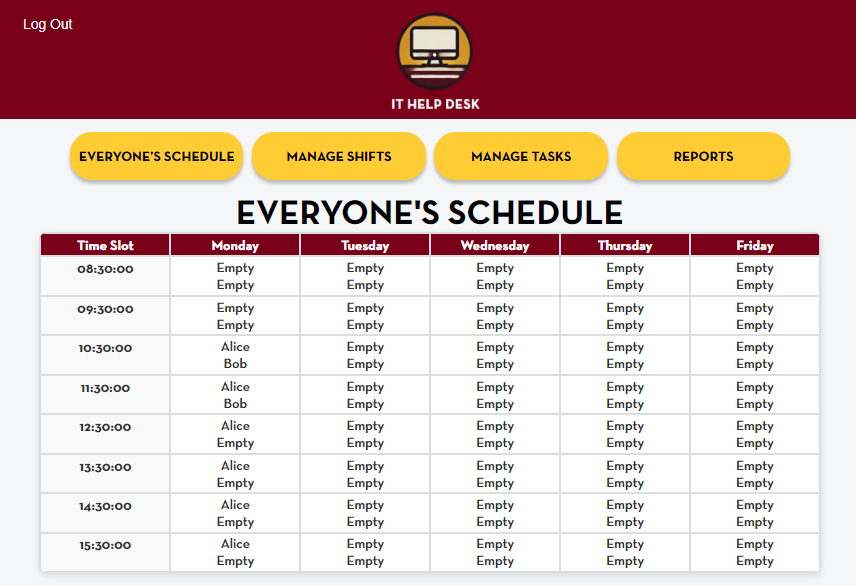 Log Out
IT HELP DESK
EVERYONE'S SCHEDULE MANAGE SHIFTS MANAGE TASKS REPORTS
EVERYONE'S SCHEDULE
Time Slot Monday Tuesday Wednesday Thursday Friday
08:30:00 Empty Empty Empty Empty Empty
Empty Empty Empty Empty Empty
09:30:00 Empty Empty Empty Empty Empty
Empty Empty Empty Empty Empty
10:30:00 Alice Empty Empty Empty Empty
Bob Empty Empty Empty Empty
11:30:00 Alice Empty Empty Empty Empty
Bob Empty Empty Empty Empty
12:30:00 Alice Empty Empty Empty Empty
Empty Empty Empty Empty Empty
13:30:00 Alice Empty Empty Empty Empty
Empty Empty Empty Empty Empty
14:30:00 Alice Empty Empty Empty Empty
Empty Empty Empty Empty Empty
15:30:00 Alice Empty Empty Empty Empty
Empty Empty Empty Empty Empty